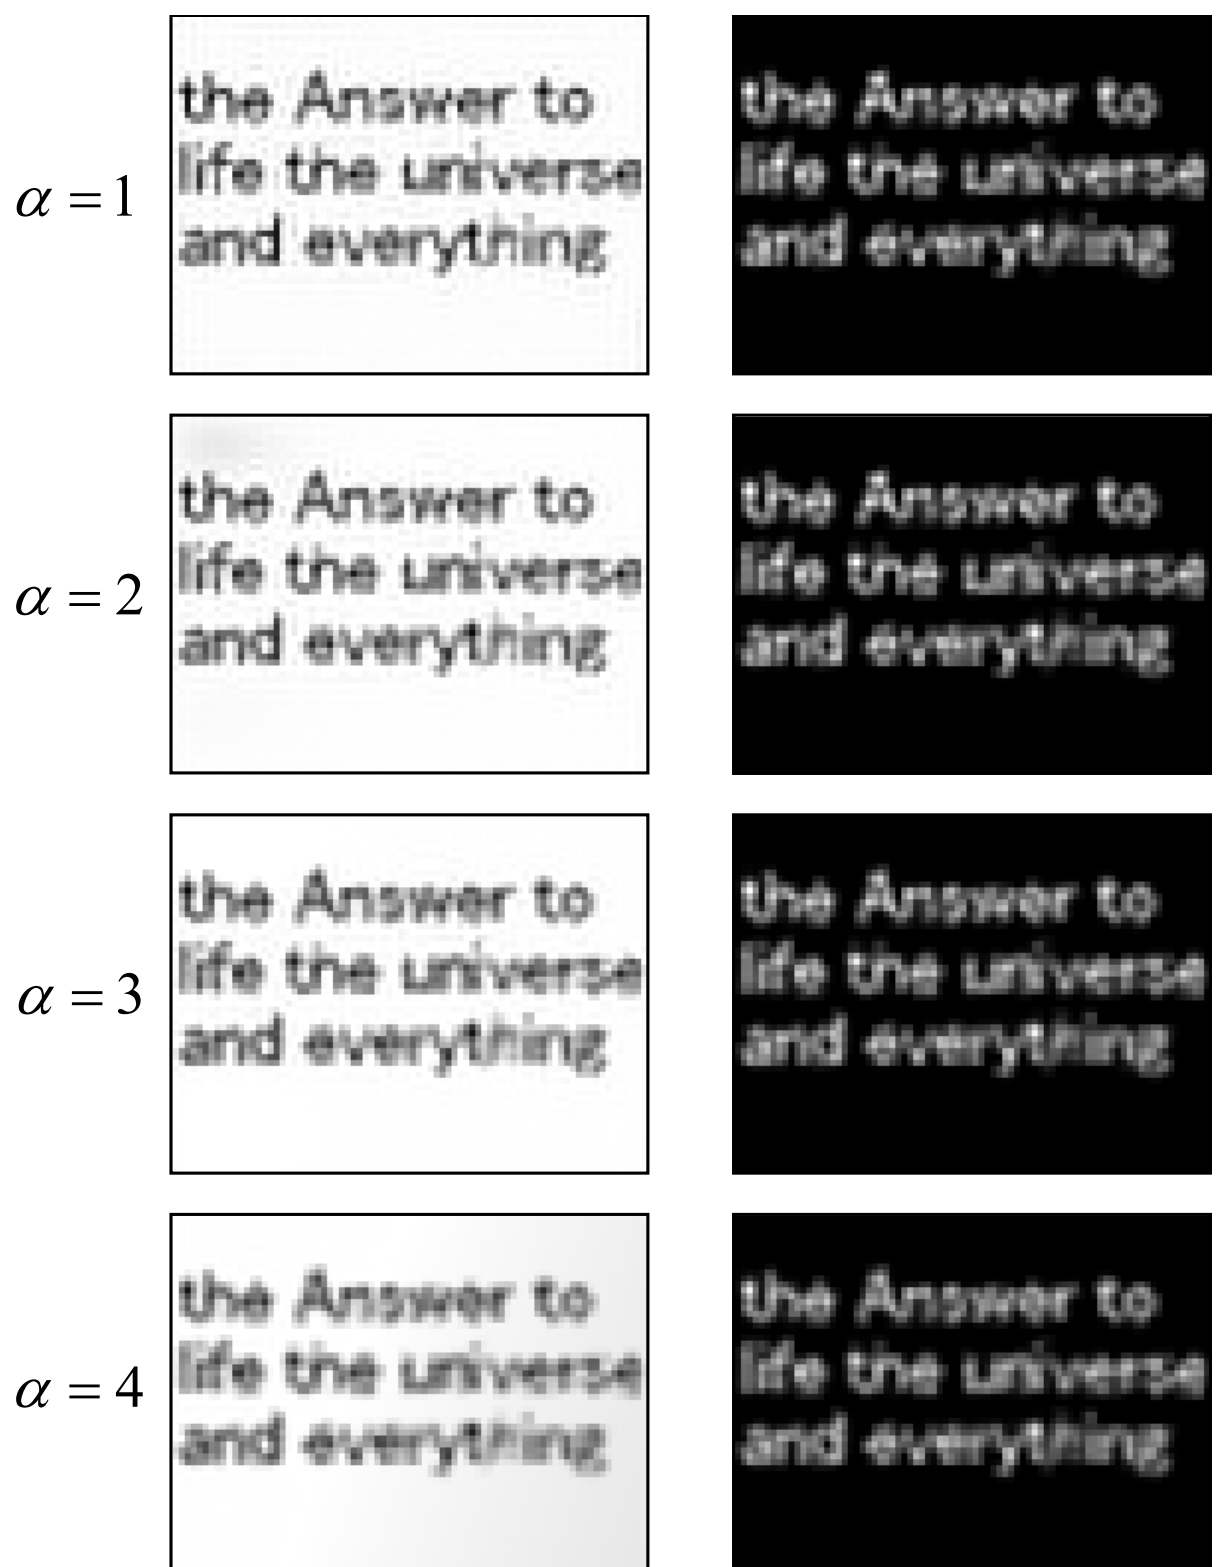 α = 1
the Answer to
life the universe
and everything
the Answer to
life the universe
and everything
α = 2
the Answer to
life the universe
and everything
the Answer to
life the universe
and everything
α = 3
the Answer to
life the universe
and everything
the Answer to
life the universe
and everything
α = 4
the Answer to
life the universe
and everything
the Answer to
life the universe
and everything